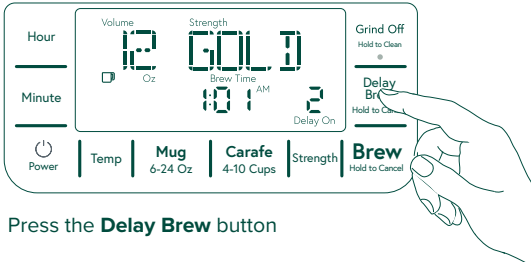 Hour
Minute
Power
Volume
Strength
12
GOLD
Oz
Brew Time
1:01 AM
2
Delay On
Temp
Mug
6-24 Oz
Carafe
4-10 Cups
Strength
Grind Off
Hold to Clean
Delay
Hold to
Brew
Hold to Cancel
Press the Delay Brew button